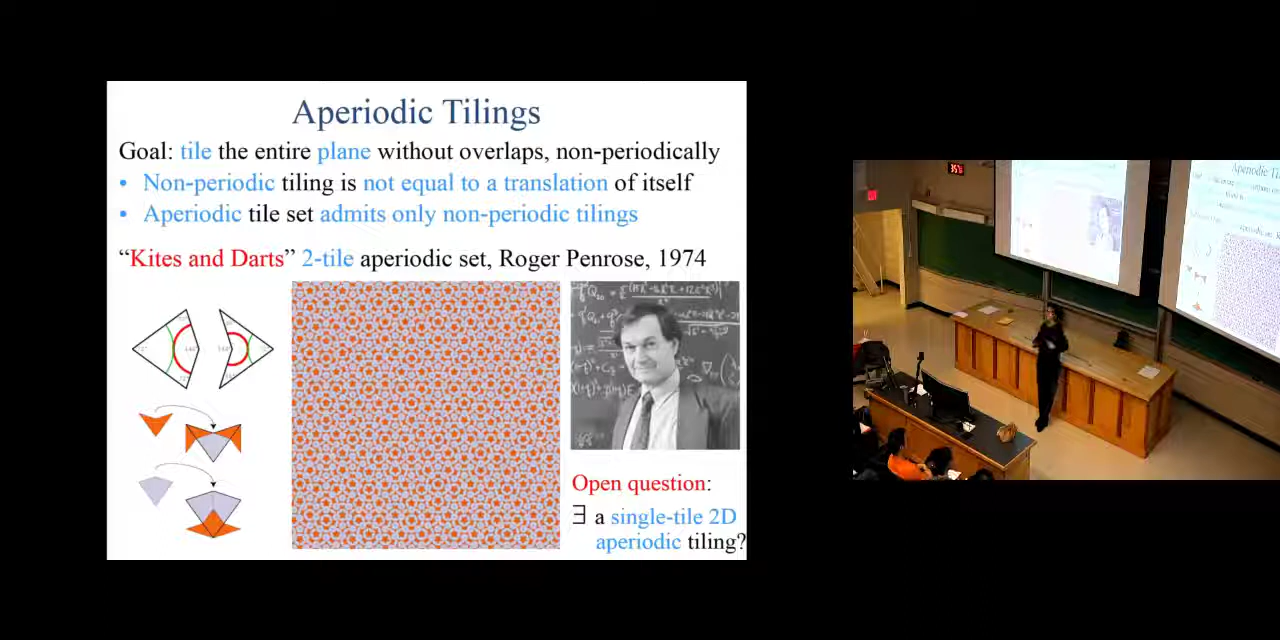 Aperiodic Tilings
Goal: tile the entire plane without overlaps, non-periodically
• Non-periodic tiling is not equal to a translation of itself
• Aperiodic tile set admits only non-periodic tilings
“Kites and Darts” 2-tile aperiodic set, Roger Penrose, 1974
Open question:
∃ a single-tile 2D
aperiodic tiling?